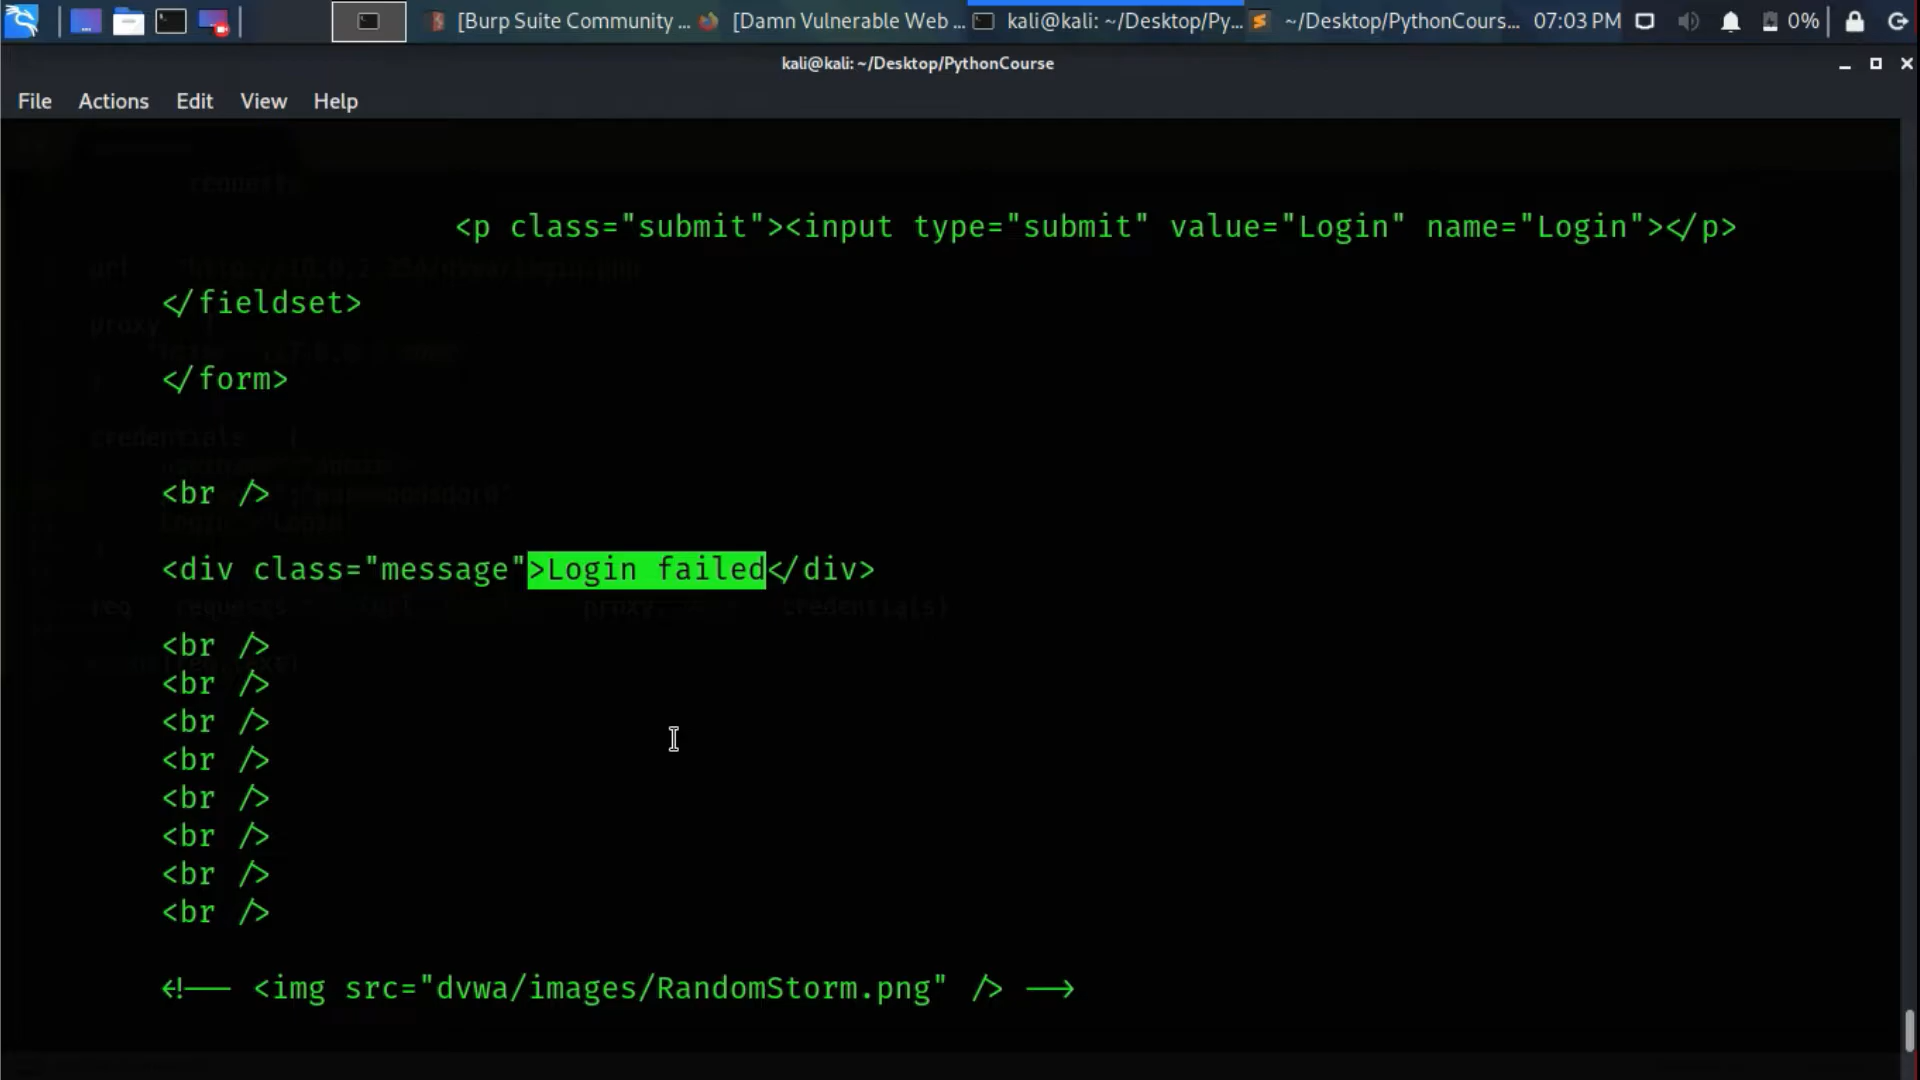 [Burp Suite Community ... [Damn Vulnerable Web ... kali@kali: ~/Desktop/Py... ~/Desktop/PythonCours... 07:03 PM 0%
kali@kali: ~/Desktop/PythonCourse
File Actions Edit View Help
<p class="submit"><input type="submit" value="Login" name="Login"></p>
</fieldset>
</form>
<br />
<div class="message">Login failed</div>
<br />
<br />
<br />
<br />
<br />
<br />
<br />
<br />
<!-- <img src="dvwa/images/RandomStorm.png" /> -->